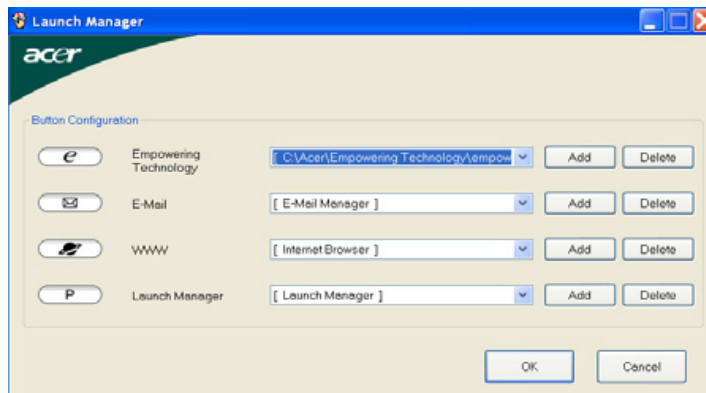 Launch Manager
acer
Button Configuration
e Empowering Technology [ C:\Acer\Empowering Technology\empow Add Delete
E-Mail [ E-Mail Manager ] Add Delete
WWW [ Internet Browser ] Add Delete
P Launch Manager [ Launch Manager ] Add Delete
OK Cancel